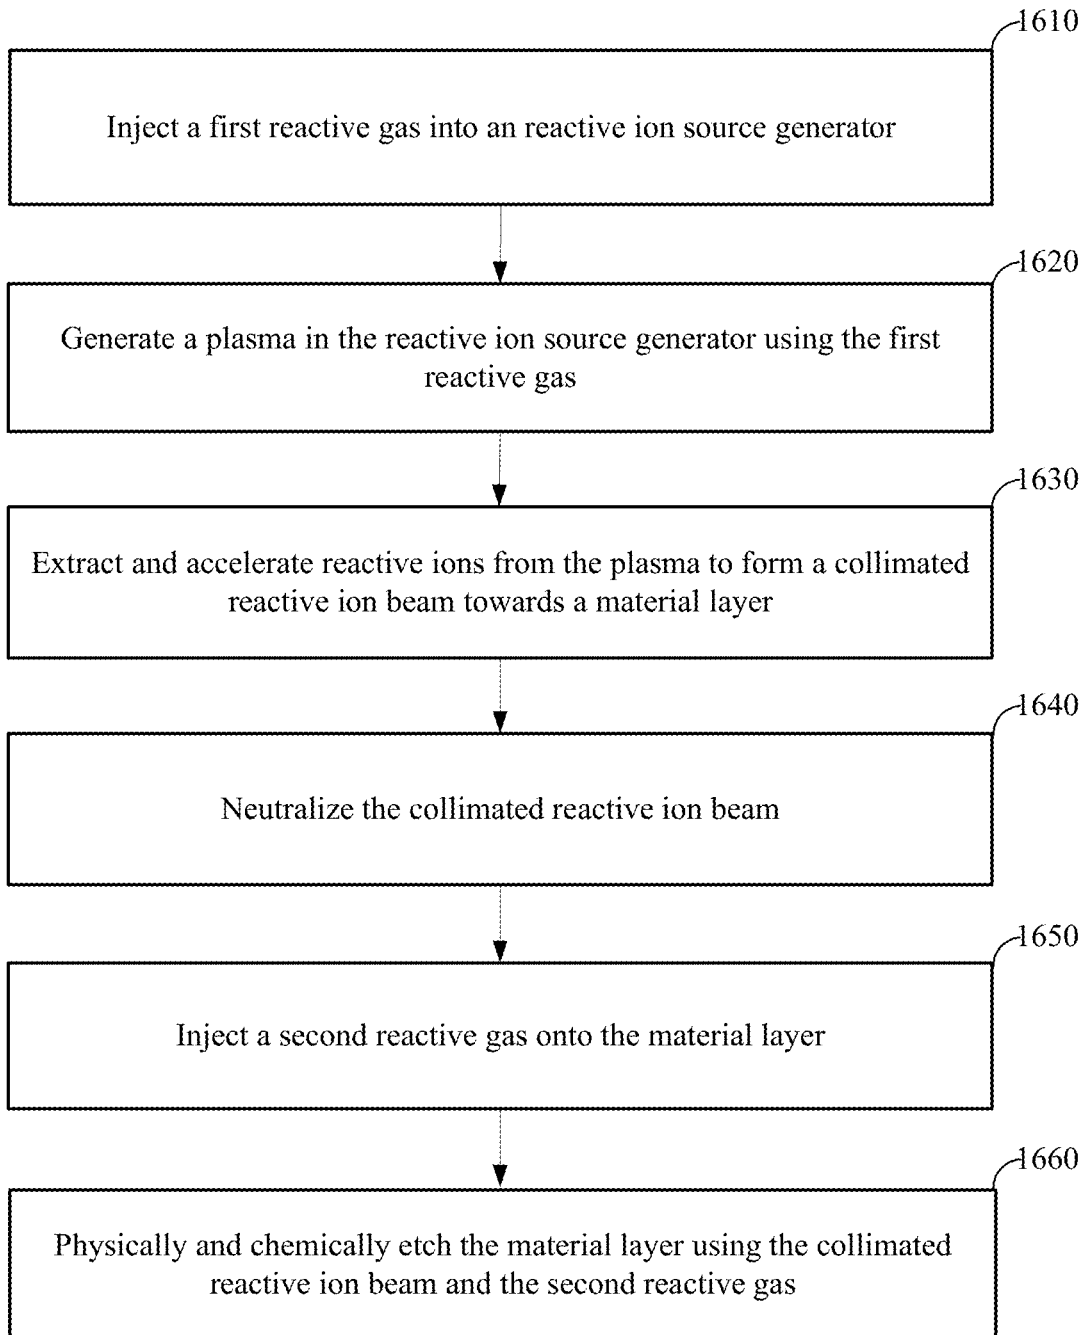 1610
Inject a first reactive gas into an reactive ion source generator
1620
Generate a plasma in the reactive ion source generator using the first
reactive gas
1630
Extract and accelerate reactive ions from the plasma to form a collimated
reactive ion beam towards a material layer
1640
Neutralize the collimated reactive ion beam
1650
Inject a second reactive gas onto the material layer
1660
Physically and chemically etch the material layer using the collimated
reactive ion beam and the second reactive gas